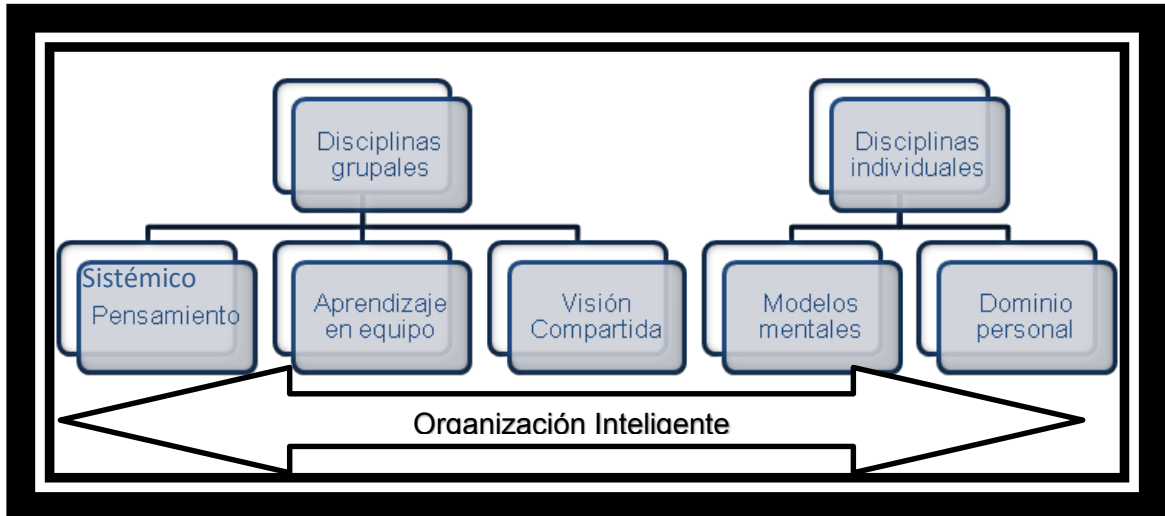 Disciplinas
grupales
Disciplinas
individuales
Sistémico
Pensamiento
Aprendizaje
en equipo
Visión
Compartida
Modelos
mentales
Dominio
personal
Organización Inteligente